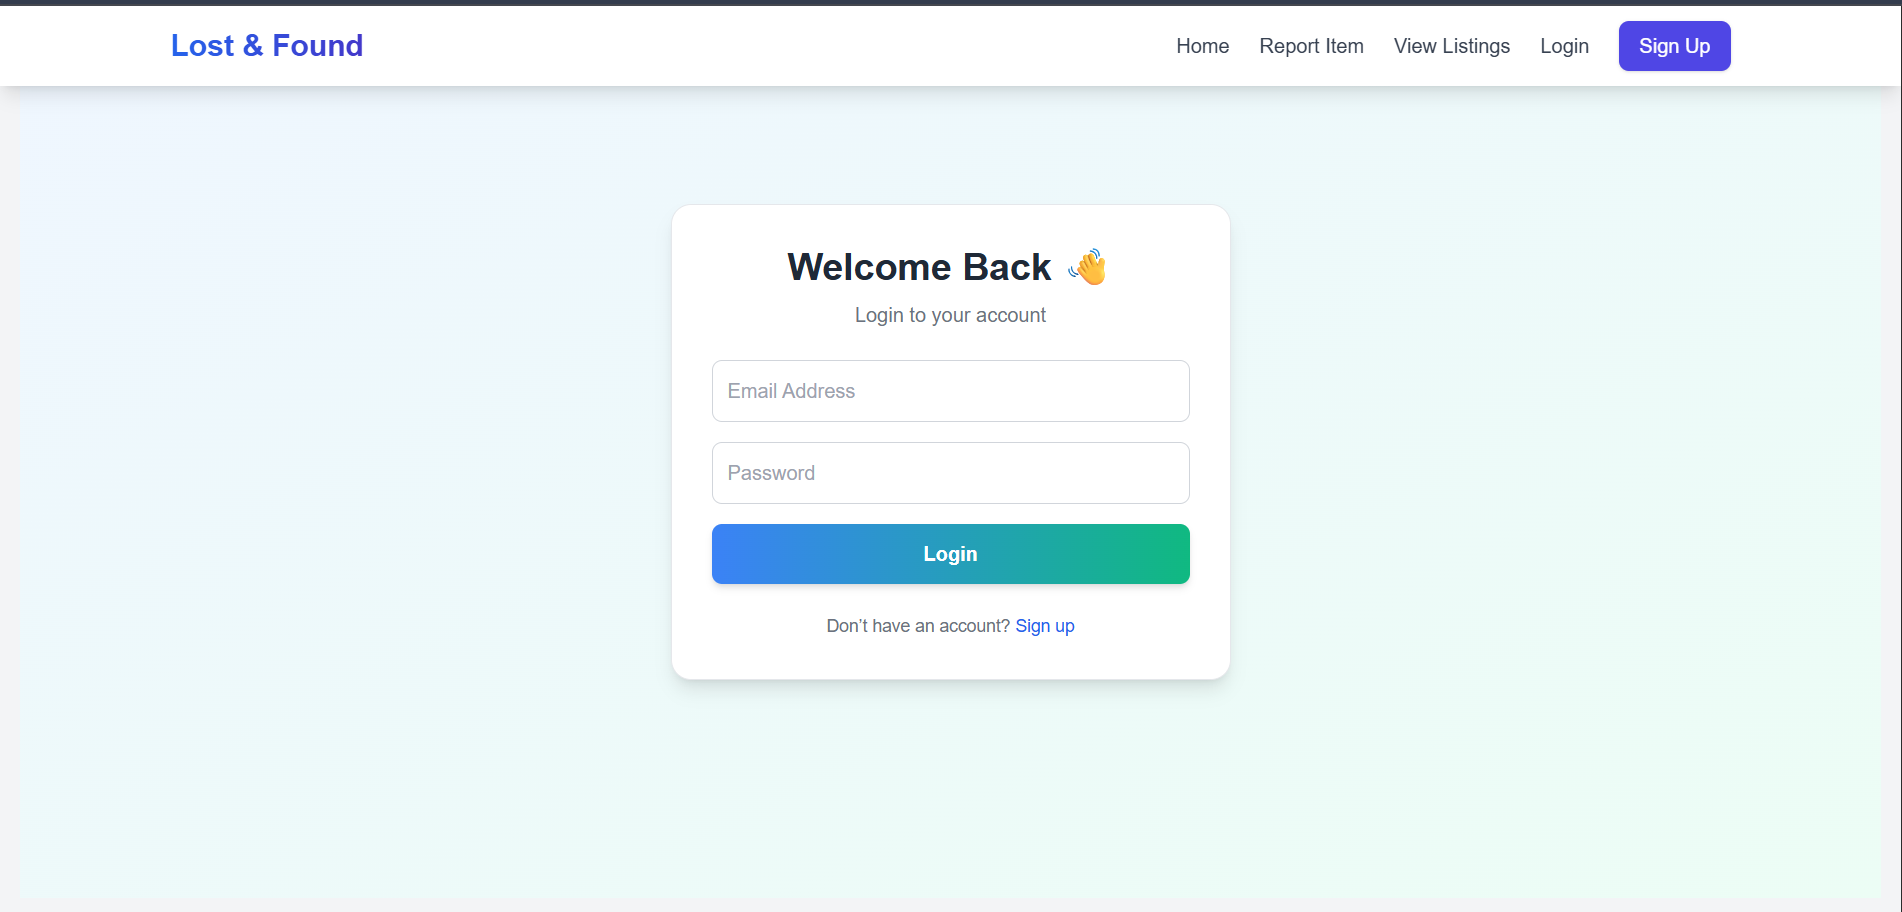 Lost & Found
Home
Report Item
View Listings
Login
Sign Up
Welcome Back 👋
Login to your account
Email Address
Password
Login
Don't have an account? Sign up